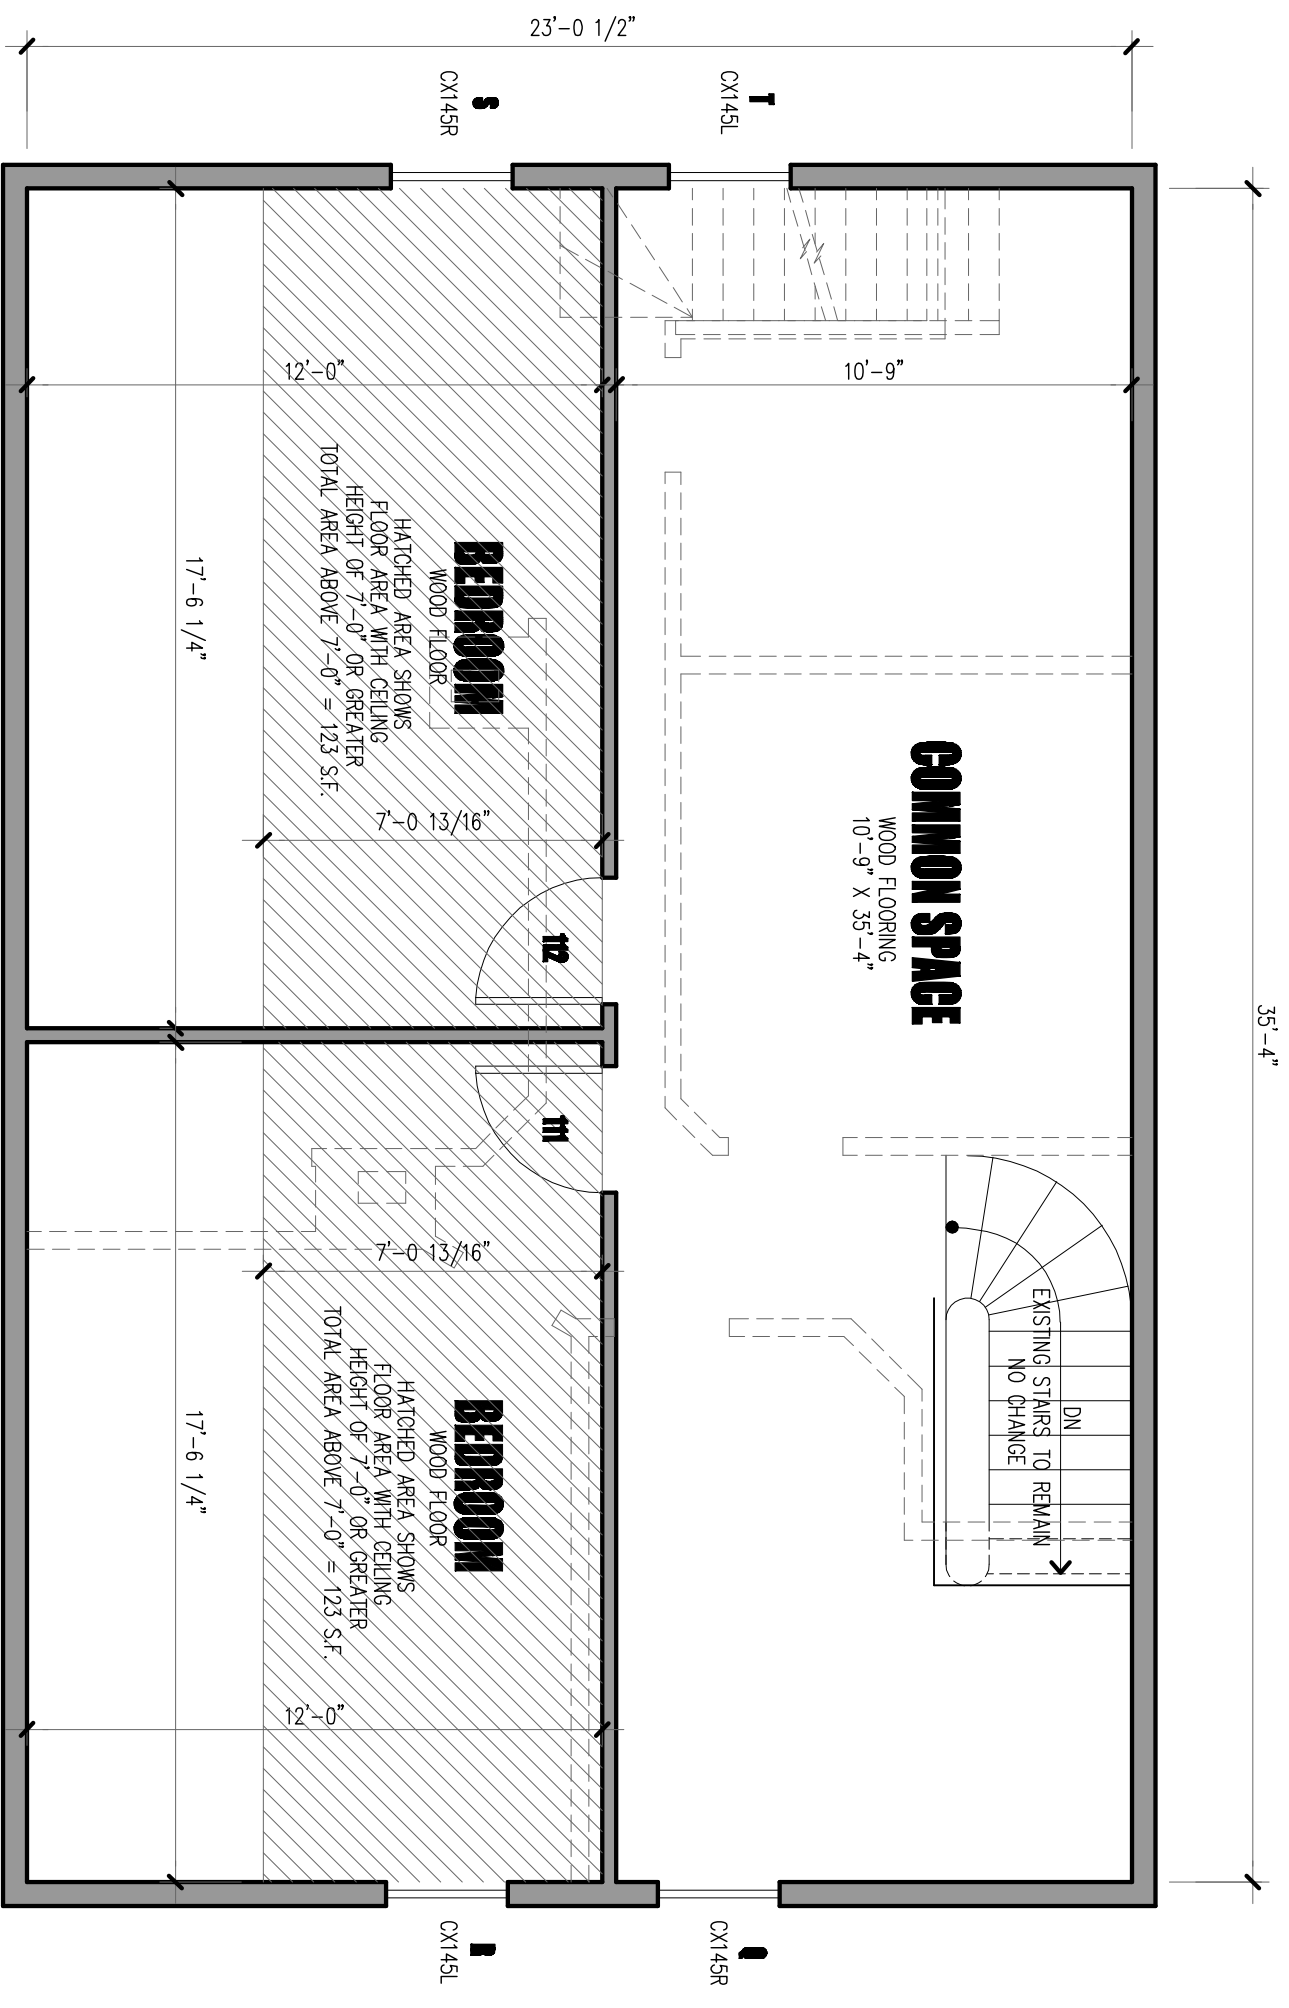 23'-0 1/2"
S
CX145R
T
CX145L
12'-0"
10'-9"
35'-4"
17'-6 1/4"
BEDROOM
WOOD FLOOR
HATCHED AREA SHOWS
FLOOR AREA WITH CEILING
HEIGHT OF 7'-0" OR GREATER
TOTAL AREA ABOVE 7'-0" = 123 S.F.
7'-0 13/16"
112
COMMON SPACE
WOOD FLOORING
10'-9" X 35'-4"
111
7'-0 13/16"
DN
EXISTING STAIRS TO REMAIN
NO CHANGE
17'-6 1/4"
BEDROOM
WOOD FLOOR
HATCHED AREA SHOWS
FLOOR AREA WITH CEILING
HEIGHT OF 7'-0" OR GREATER
TOTAL AREA ABOVE 7'-0" = 123 S.F.
12'-0"
R
CX145L
Q
CX145R